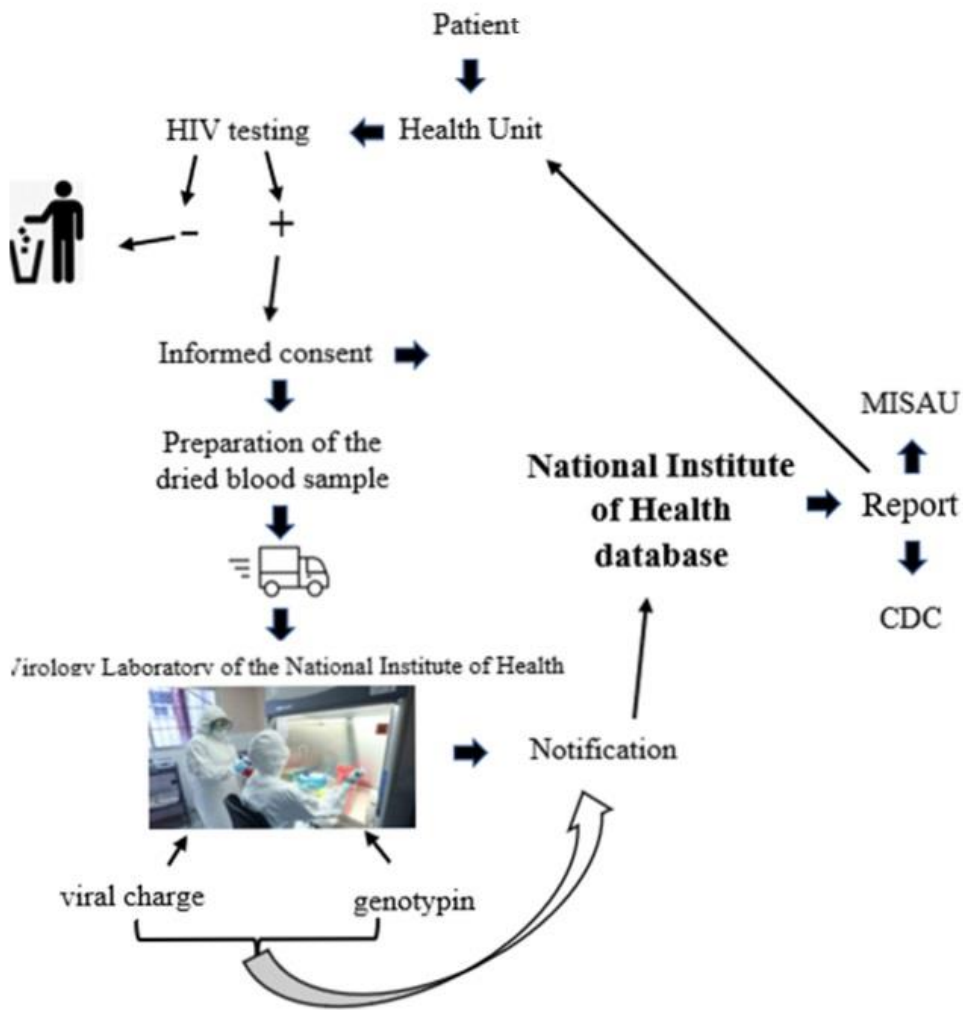 Patient
HIV testing
Health Unit
-
+
Informed consent
Preparation of the
dried blood sample
MISAU
National Institute
of Health
database
Report
CDC
Virology Laboratory of the National Institute of Health
Notification
viral charge
genotypin